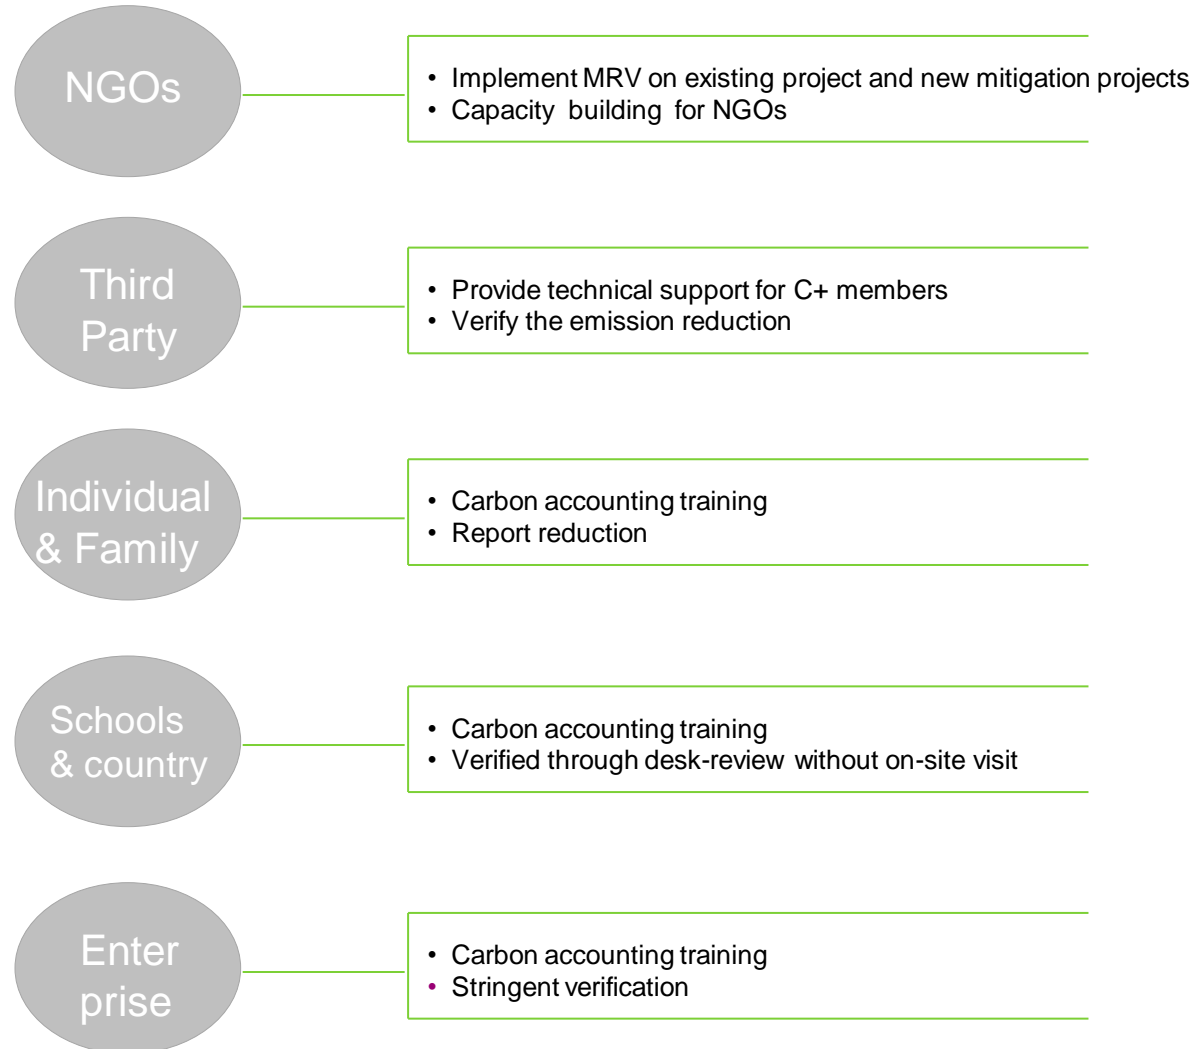 NGOs
• Implement MRV on existing project and new mitigation projects
• Capacity building for NGOs
Third
Party
• Provide technical support for C+ members
• Verify the emission reduction
Individual
& Family
• Carbon accounting training
• Report reduction
Schools
& country
• Carbon accounting training
• Verified through desk-review without on-site visit
Enter
prise
• Carbon accounting training
• Stringent verification